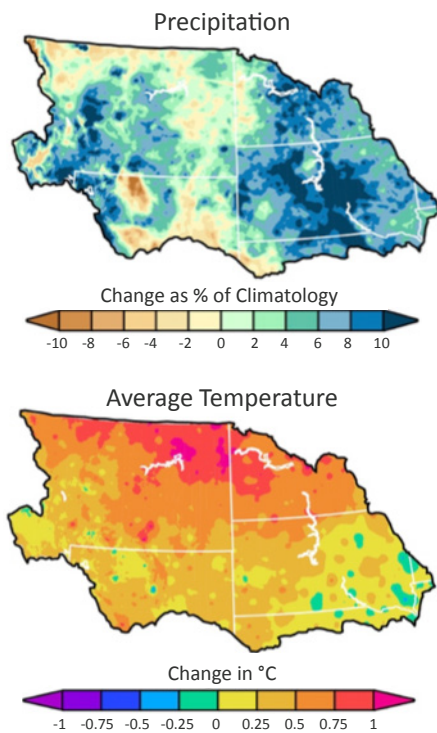 Precipitation
Change as % of Climatology
-10 -8 -6 -4 -2 0 2 4 6 8 10
Average Temperature
Change in °C
-1 -0.75 -0.5 -0.25 0 0.25 0.5 0.75 1